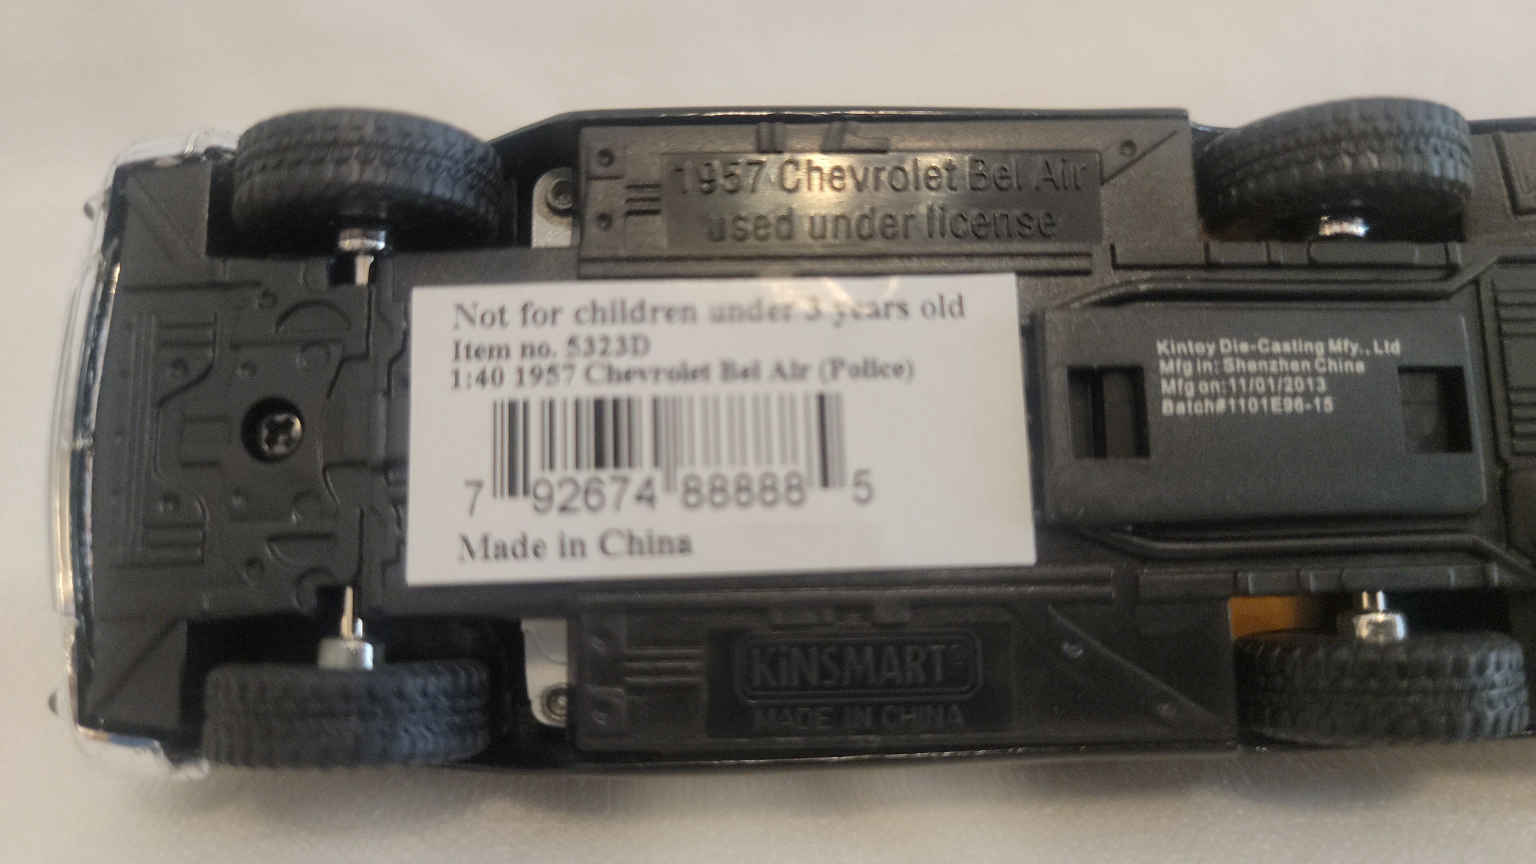 1957 Chevrolet Bel Air
used under license
Not for children under 3 years old
Item no. 5323D
1:40 1957 Chevrolet Bel Air (Police)
7 92674 88888 5
Made in China
Kintoy Die-Casting Mfy., Ltd
Mfg in: Shenzhen China
Mfg on: 11/01/2013
Batch#1101E96-15
KiNSMART®
MADE IN CHINA